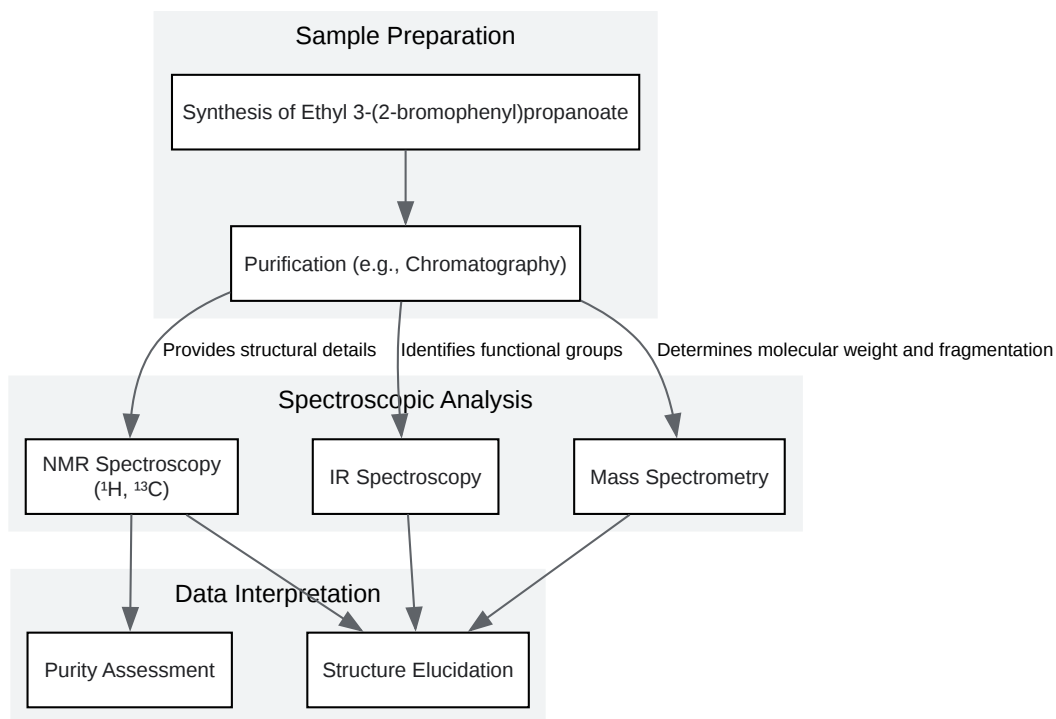 Sample Preparation
Synthesis of Ethyl 3-(2-bromophenyl)propanoate
Purification (e.g., Chromatography)
Provides structural details
Identifies functional groups
Determines molecular weight and fragmentation
Spectroscopic Analysis
NMR Spectroscopy
(¹H, ¹³C)
IR Spectroscopy
Mass Spectrometry
Data Interpretation
Purity Assessment
Structure Elucidation